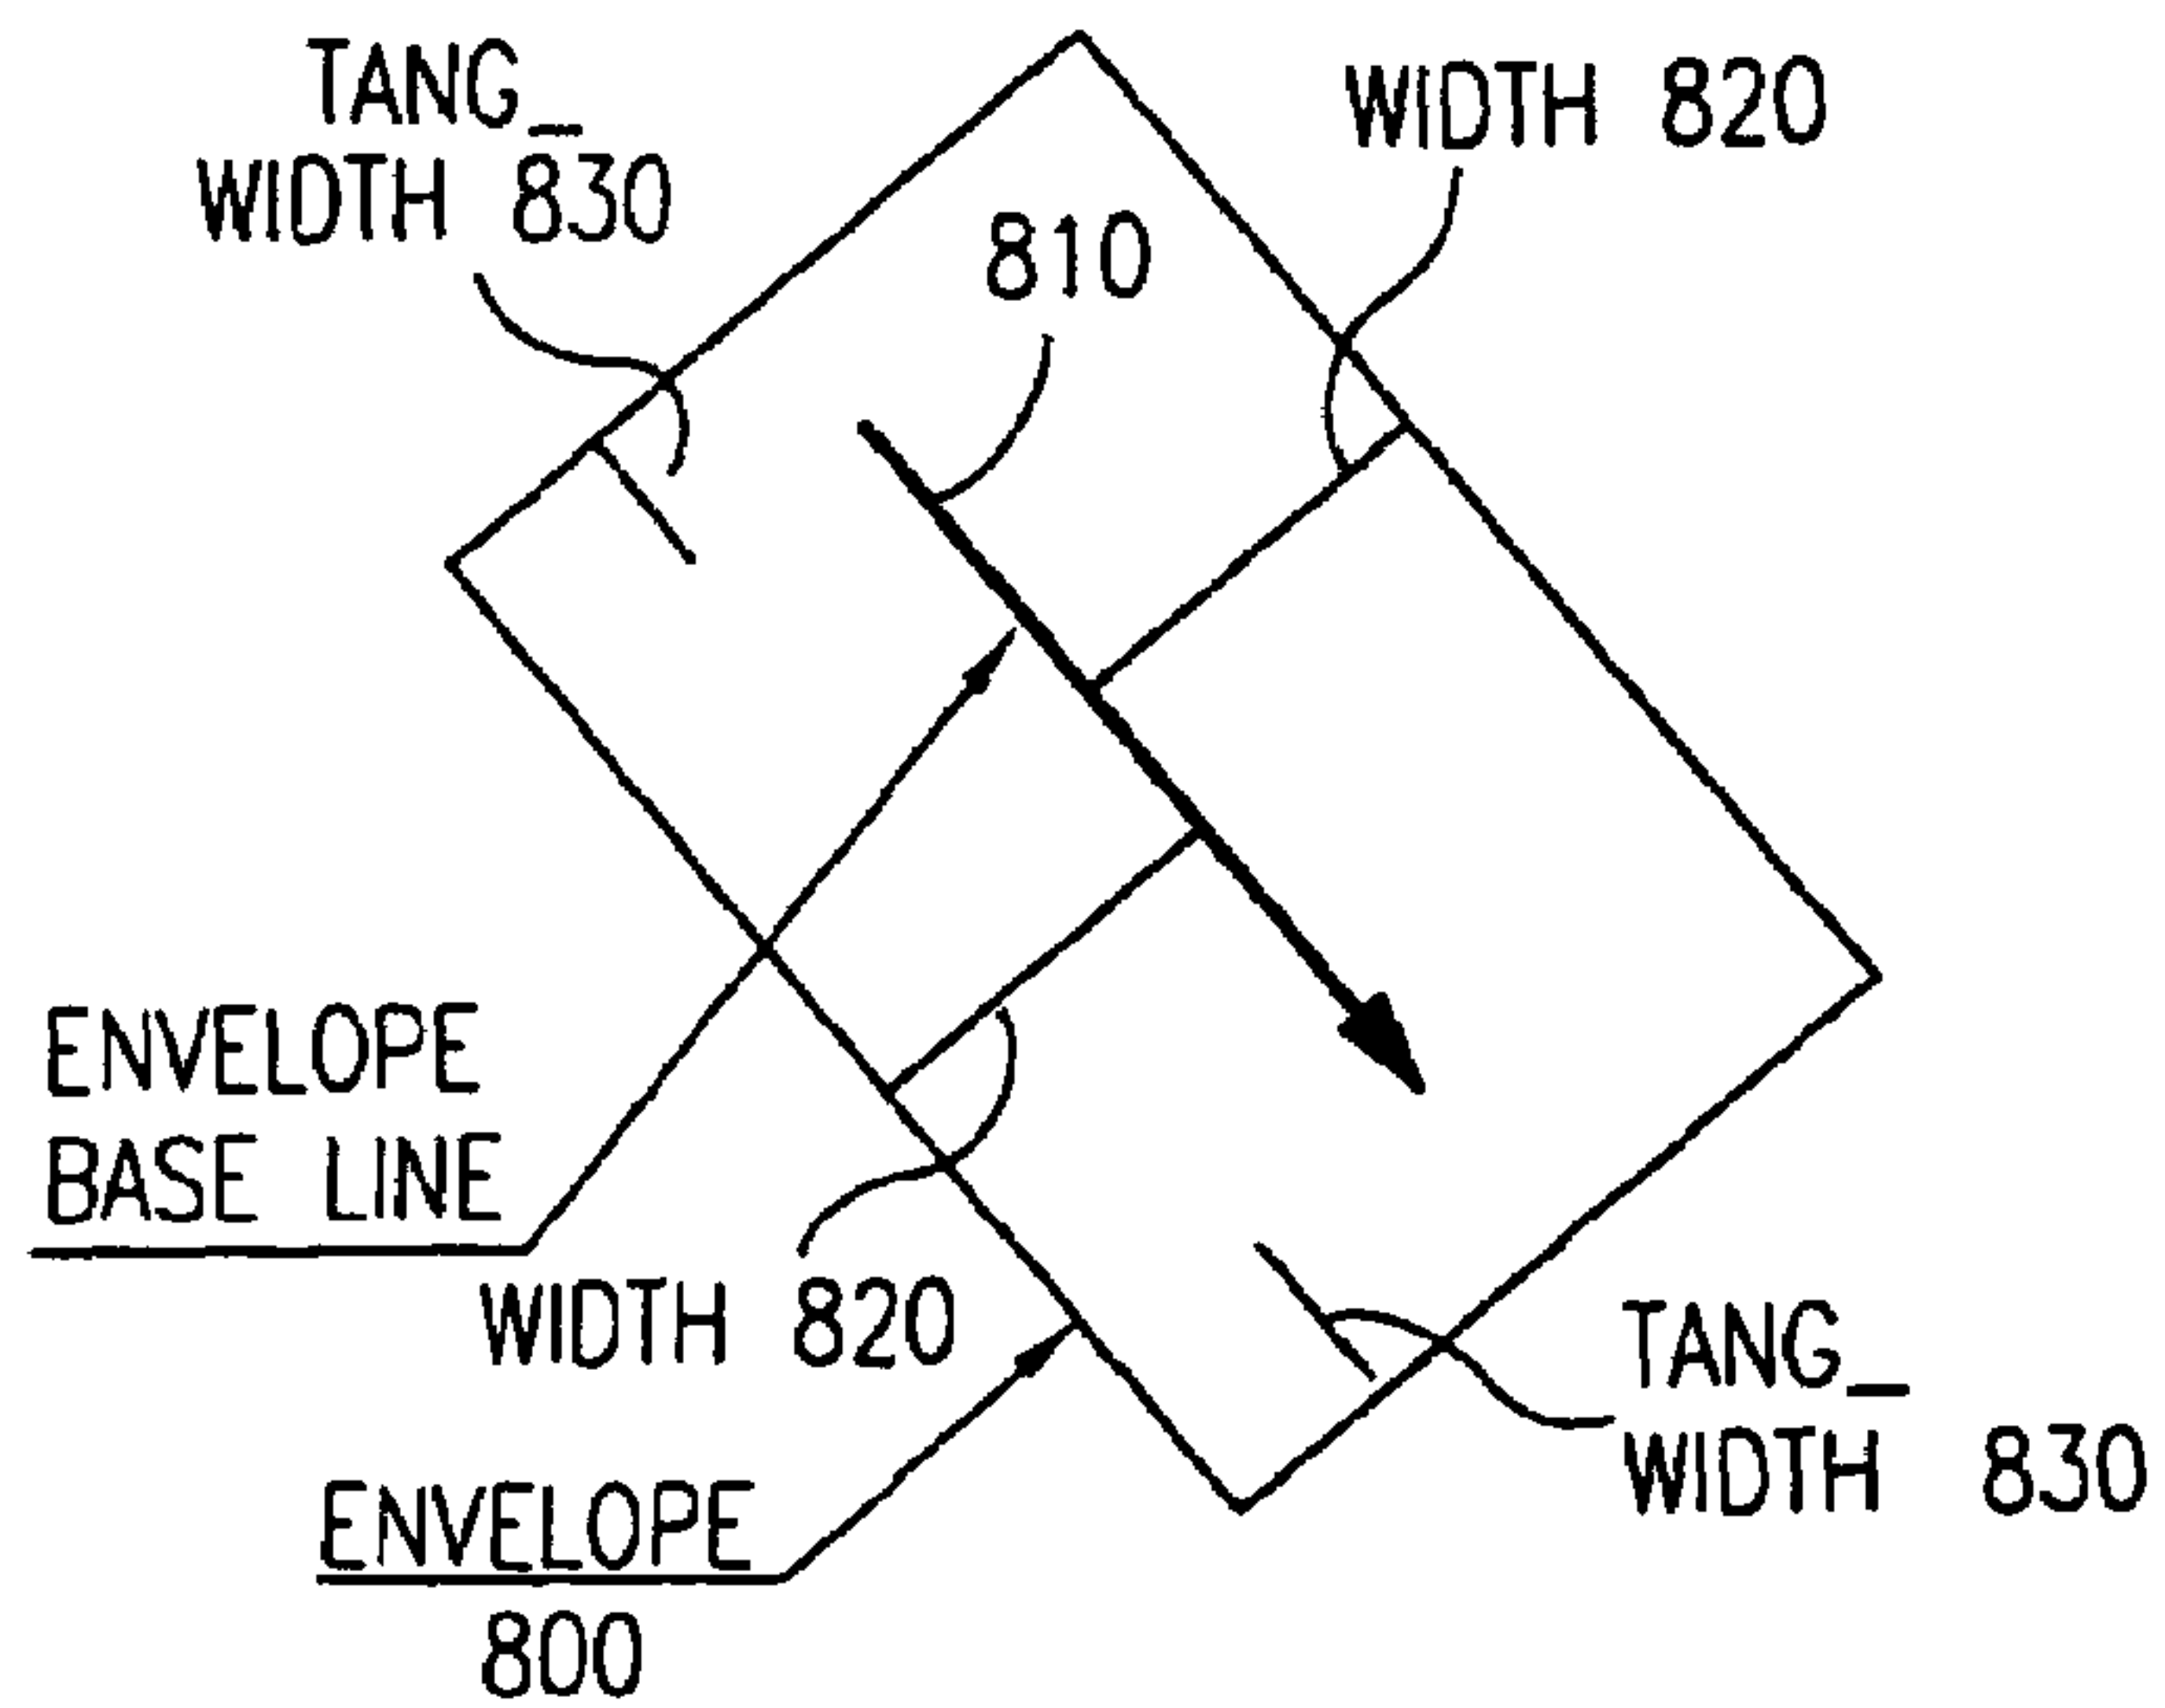 TANG_
WIDTH 830
WIDTH 820
810
ENVELOPE
BASE LINE
WIDTH 820
TANG_
WIDTH 830
ENVELOPE
800